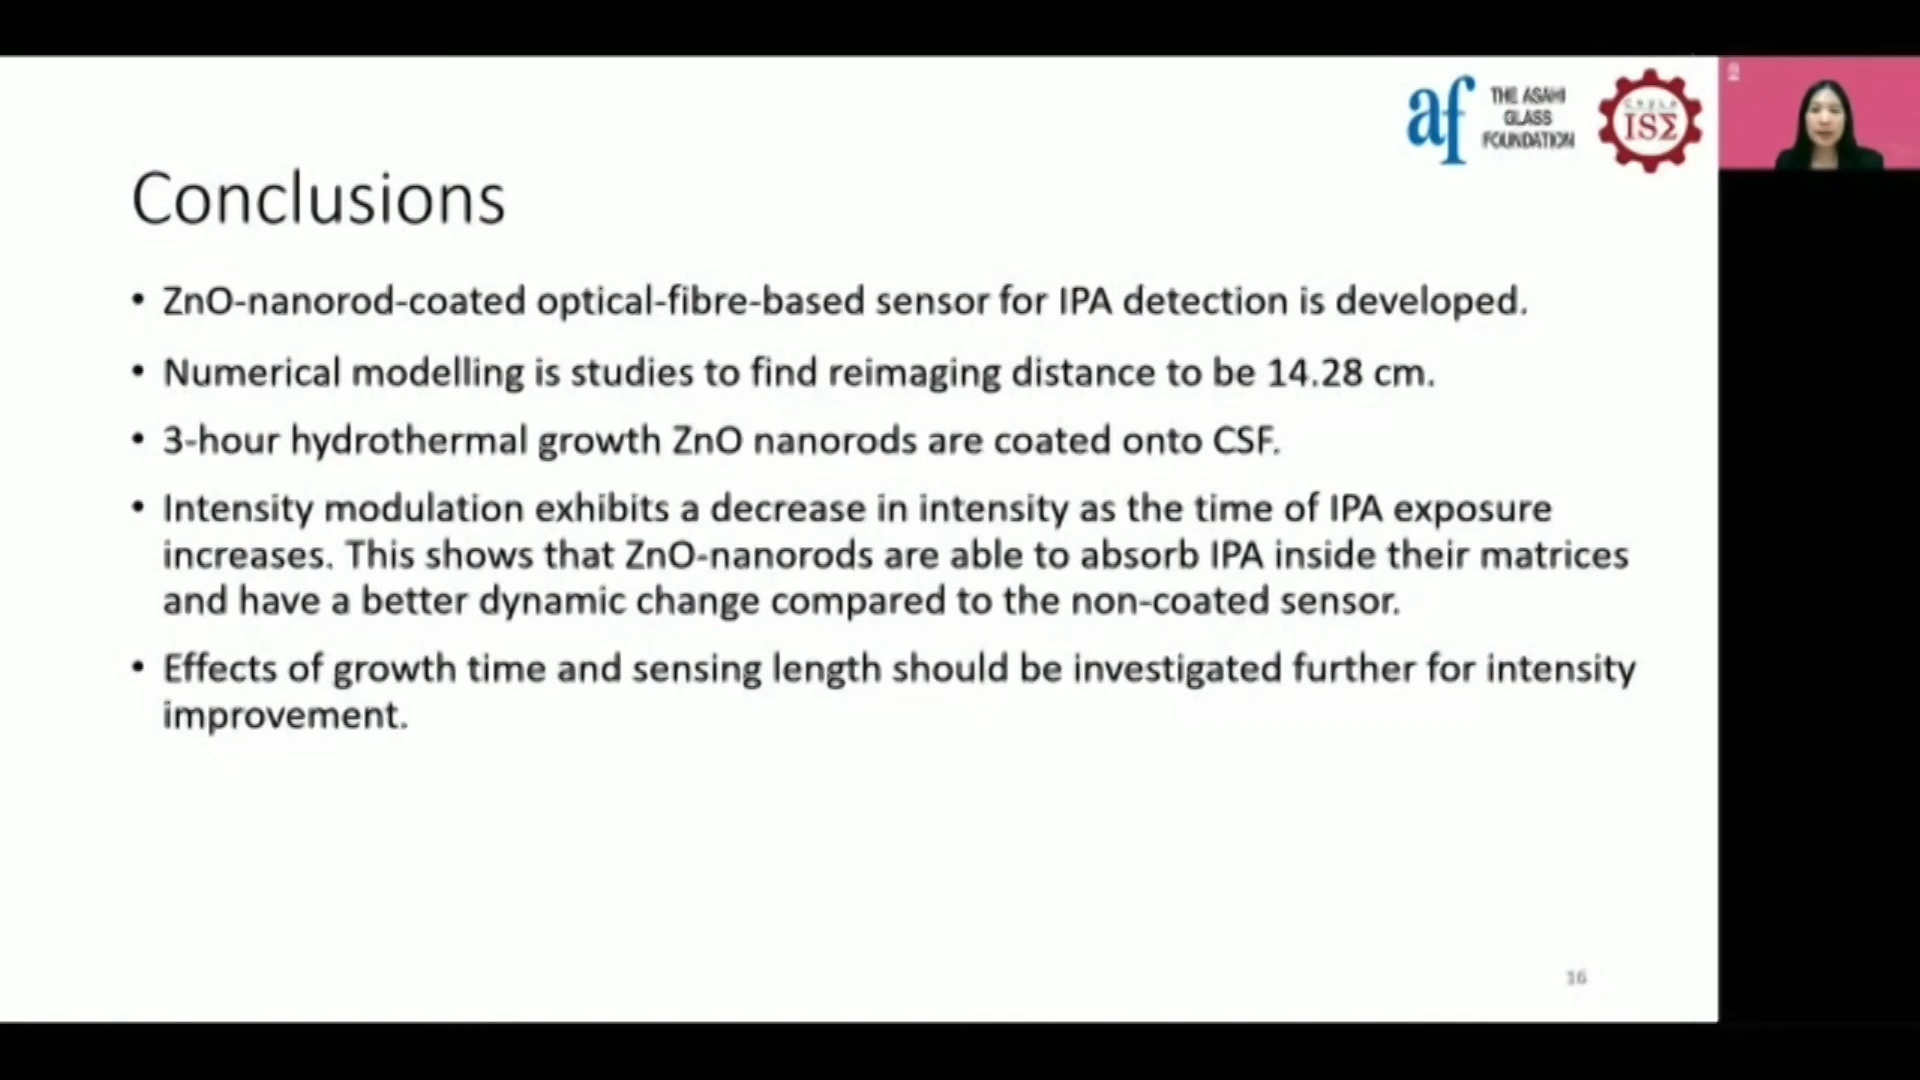 af THE ASAHI
GLASS
FOUNDATION
ISΣ
Conclusions
• ZnO-nanorod-coated optical-fibre-based sensor for IPA detection is developed.
• Numerical modelling is studies to find reimaging distance to be 14.28 cm.
• 3-hour hydrothermal growth ZnO nanorods are coated onto CSF.
• Intensity modulation exhibits a decrease in intensity as the time of IPA exposure
increases. This shows that ZnO-nanorods are able to absorb IPA inside their matrices
and have a better dynamic change compared to the non-coated sensor.
• Effects of growth time and sensing length should be investigated further for intensity
improvement.
16